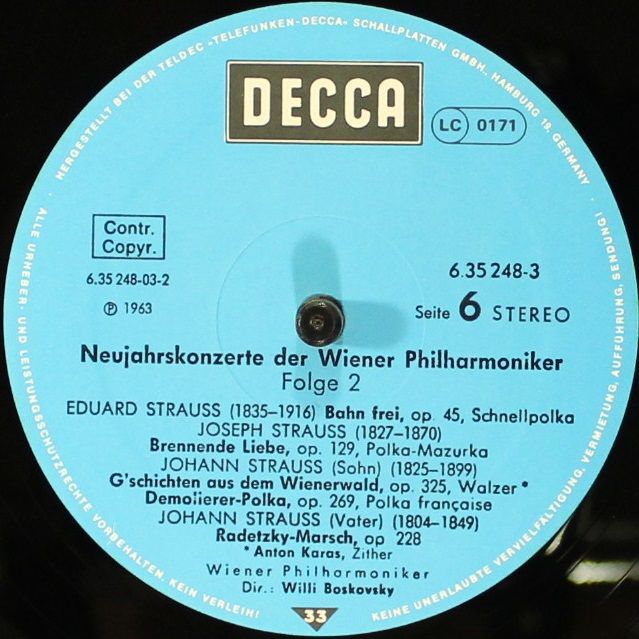 HERGESTELLT BEI DER TELDEC »TELEFUNKEN-DECCA« SCHALLPLATTEN GMBH., HAMBURG 19, GERMANY
DECCA
LC 0171
Contr.
Copyr.
6.35 248-03-2
Ⓟ 1963
6.35 248-3
Seite 6 STEREO
Neujahrskonzerte der Wiener Philharmoniker
Folge 2
EDUARD STRAUSS (1835–1916) Bahn frei, op. 45, Schnellpolka
JOSEPH STRAUSS (1827–1870)
Brennende Liebe, op. 129, Polka-Mazurka
JOHANN STRAUSS (Sohn) (1825–1899)
G'schichten aus dem Wienerwald, op. 325, Walzer*
Demolierer-Polka, op. 269, Polka française
JOHANN STRAUSS (Vater) (1804–1849)
Radetzky-Marsch, op 228
* Anton Karas, Zither
Wiener Philharmoniker
Dir.: Willi Boskovsky
33
ALLE URHEBER- UND LEISTUNGSSCHUTZRECHTE VORBEHALTEN. KEIN VERLEIH! KEINE UNERLAUBTE VERVIELFÄLTIGUNG, VERMIETUNG, AUFFÜHRUNG, SENDUNG!